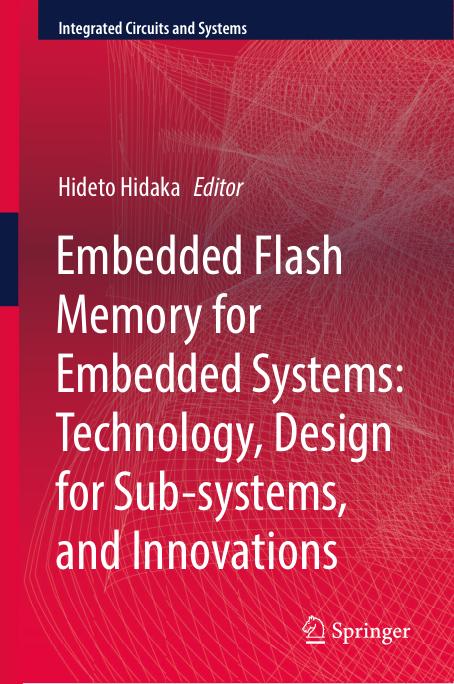 Integrated Circuits and Systems
Hideto Hidaka Editor
Embedded Flash
Memory for
Embedded Systems:
Technology, Design
for Sub-systems,
and Innovations
Springer